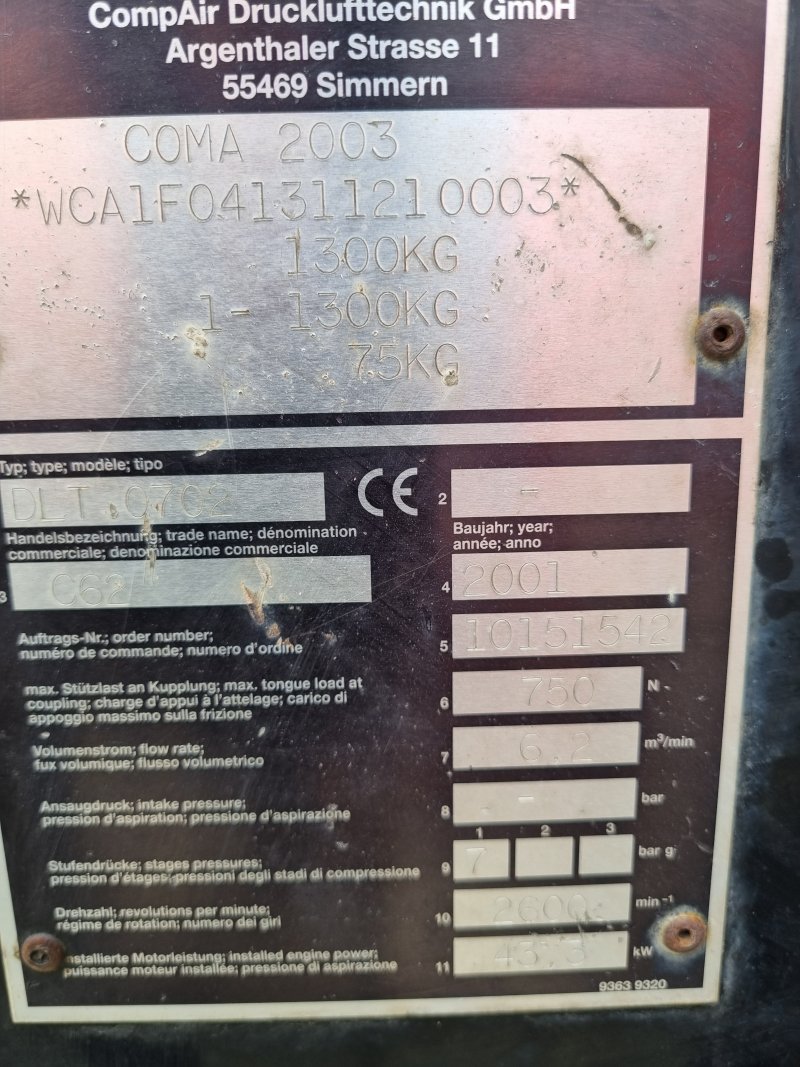 CompAir Drucklufttechnik GmbH
Argenthaler Strasse 11
55469 Simmern
COMA 2003
*WCA1F041311210003*
1300KG
1- 1300KG
75KG
Typ; type; modèle; tipo
DLT 0702
CE
2 -
Handelsbezeichnung; trade name; dénomination
commerciale; denominazione commerciale
3 C62
Baujahr; year;
année; anno
4 2001
Auftrags-Nr.; order number;
numéro de commande; numero d'ordine
5 10151542
max. Stützlast an Kupplung; max. tongue load at
coupling; charge d'appui à l'attelage; carico di
appoggio massimo sulla frizione
6 750 N
Volumenstrom; flow rate;
fux volumique; flusso volumetrico
7 6.2 m³/min
Ansaugdruck; intake pressure;
pression d'aspiration; pressione d'aspirazione
8 - bar
1 2 3
Stufendrücke; stages pressures;
pression d'étages; pressioni degli stadi di compressione
9 7 bar g
Drehzahl; revolutions per minute;
régime de rotation; numero dei giri
10 2600 min⁻¹
nstallierte Motorleistung; installed engine power;
puissance moteur installée; pressione di aspirazione
11 43.3 kW
9363 9320